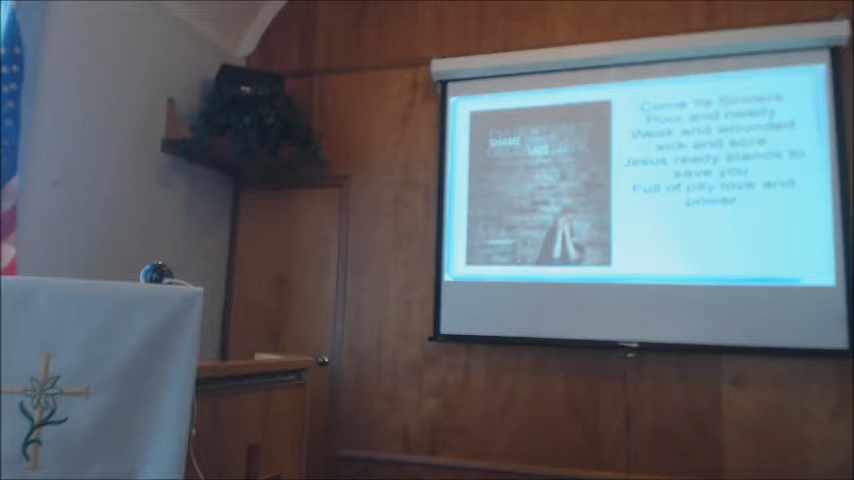 SHAME
Come Ye Sinners
Poor and needy
Weak and wounded
sick and sore
Jesus ready stands to
save you
Full of pity love and
power